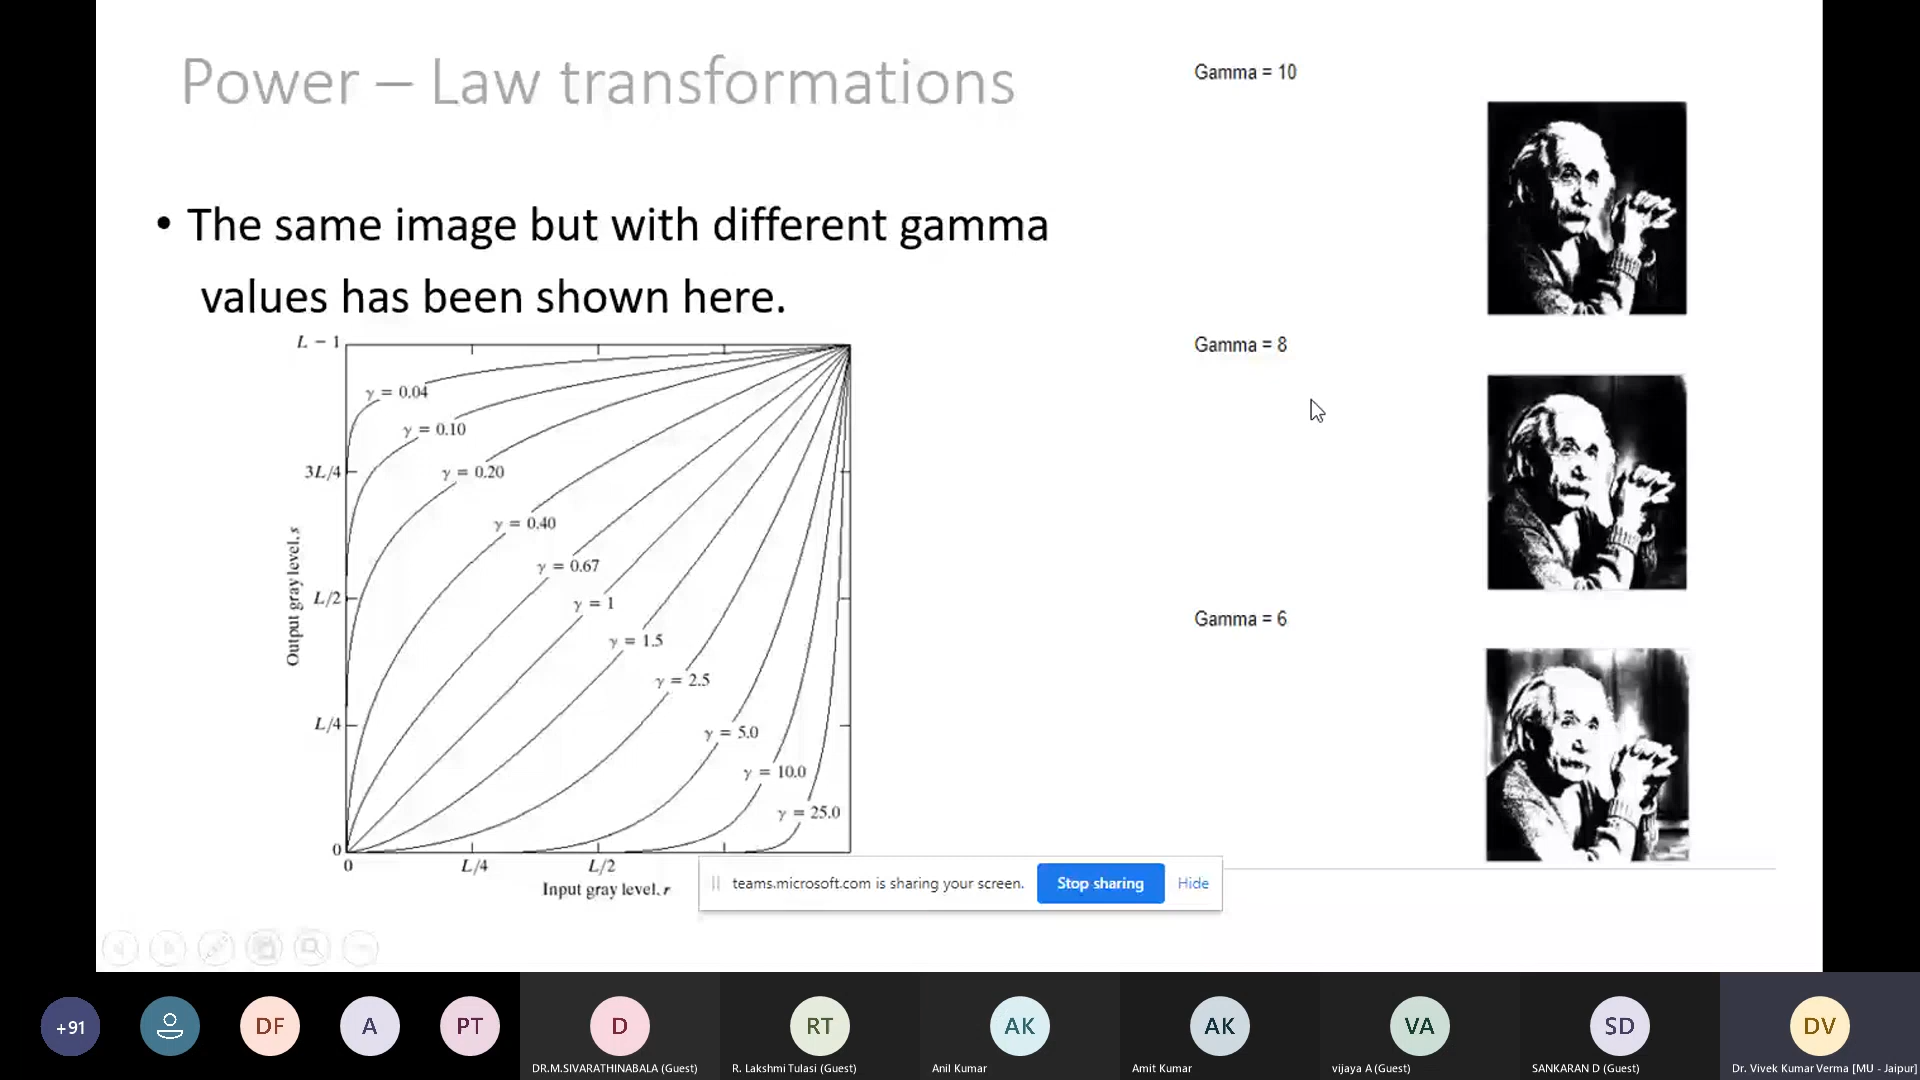 Power – Law transformations
• The same image but with different gamma
values has been shown here.
Gamma = 10
Gamma = 8
Gamma = 6
L − 1
3L/4
L/2
L/4
0
Output gray level, s
γ = 0.04
γ = 0.10
γ = 0.20
γ = 0.40
γ = 0.67
γ = 1
γ = 1.5
γ = 2.5
γ = 5.0
γ = 10.0
γ = 25.0
0
L/4
L/2
Input gray level, r
teams.microsoft.com is sharing your screen.
Stop sharing
Hide
+91
DF
A
PT
D
RT
AK
AK
VA
SD
DV
DR.M.SIVARATHINABALA (Guest)
R. Lakshmi Tulasi (Guest)
Anil Kumar
Amit Kumar
vijaya A (Guest)
SANKARAN D (Guest)
Dr. Vivek Kumar Verma [MU - Jaipur]